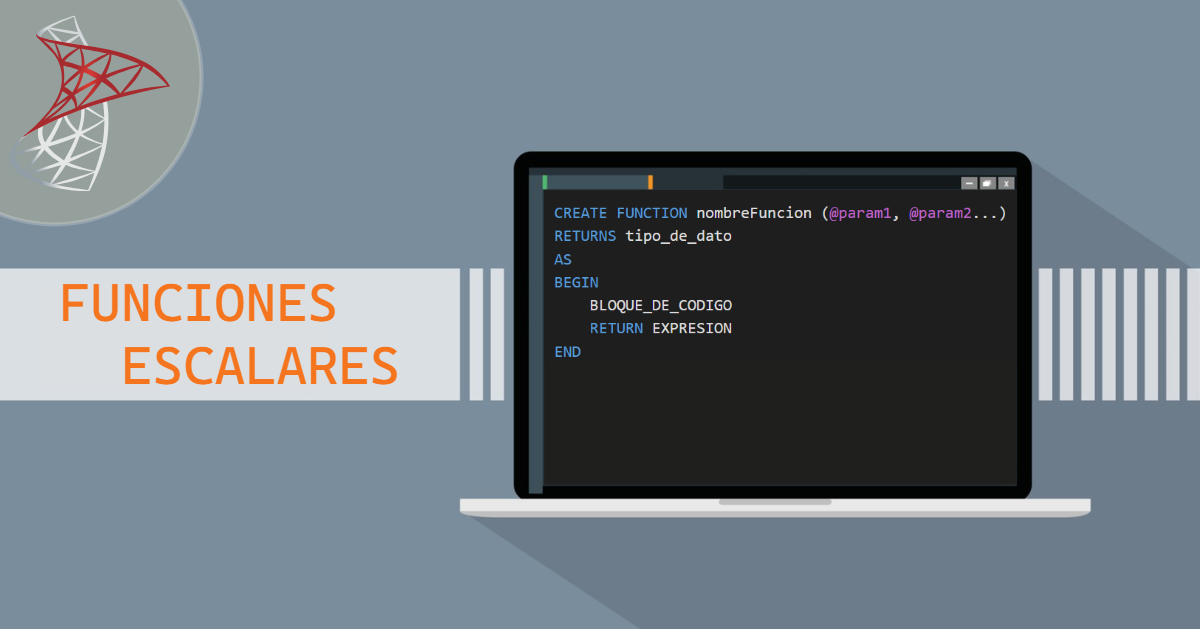 FUNCIONES
ESCALARES
CREATE FUNCTION nombreFuncion (@param1, @param2...)
RETURNS tipo_de_dato
AS
BEGIN
BLOQUE_DE_CODIGO
RETURN EXPRESION
END